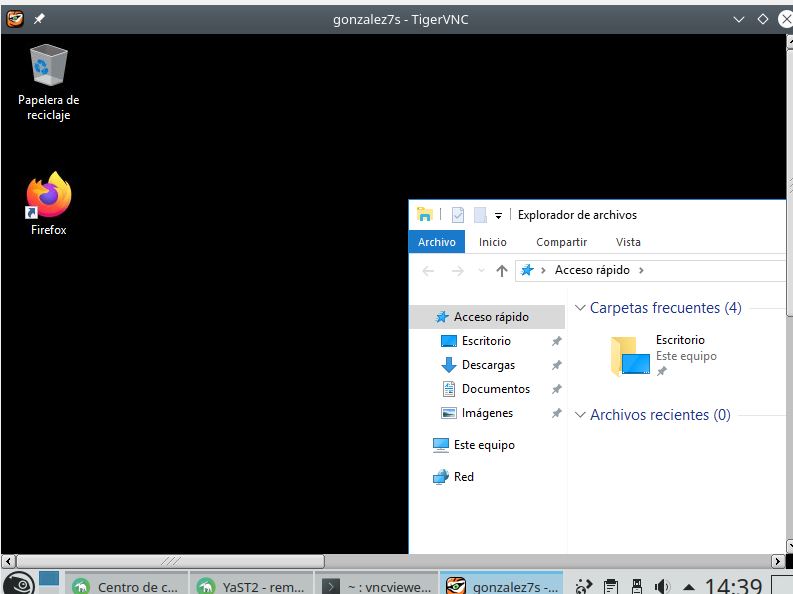 gonzalez7s - TigerVNC
Papelera de
reciclaje
Firefox
Explorador de archivos
Archivo Inicio Compartir Vista
Acceso rápido
Acceso rápido
Escritorio
Descargas
Documentos
Imágenes
Este equipo
Red
Carpetas frecuentes (4)
Escritorio
Este equipo
Archivos recientes (0)
Centro de c... YaST2 - rem... ~ : vncviewe... gonzalez7s -... 14:39